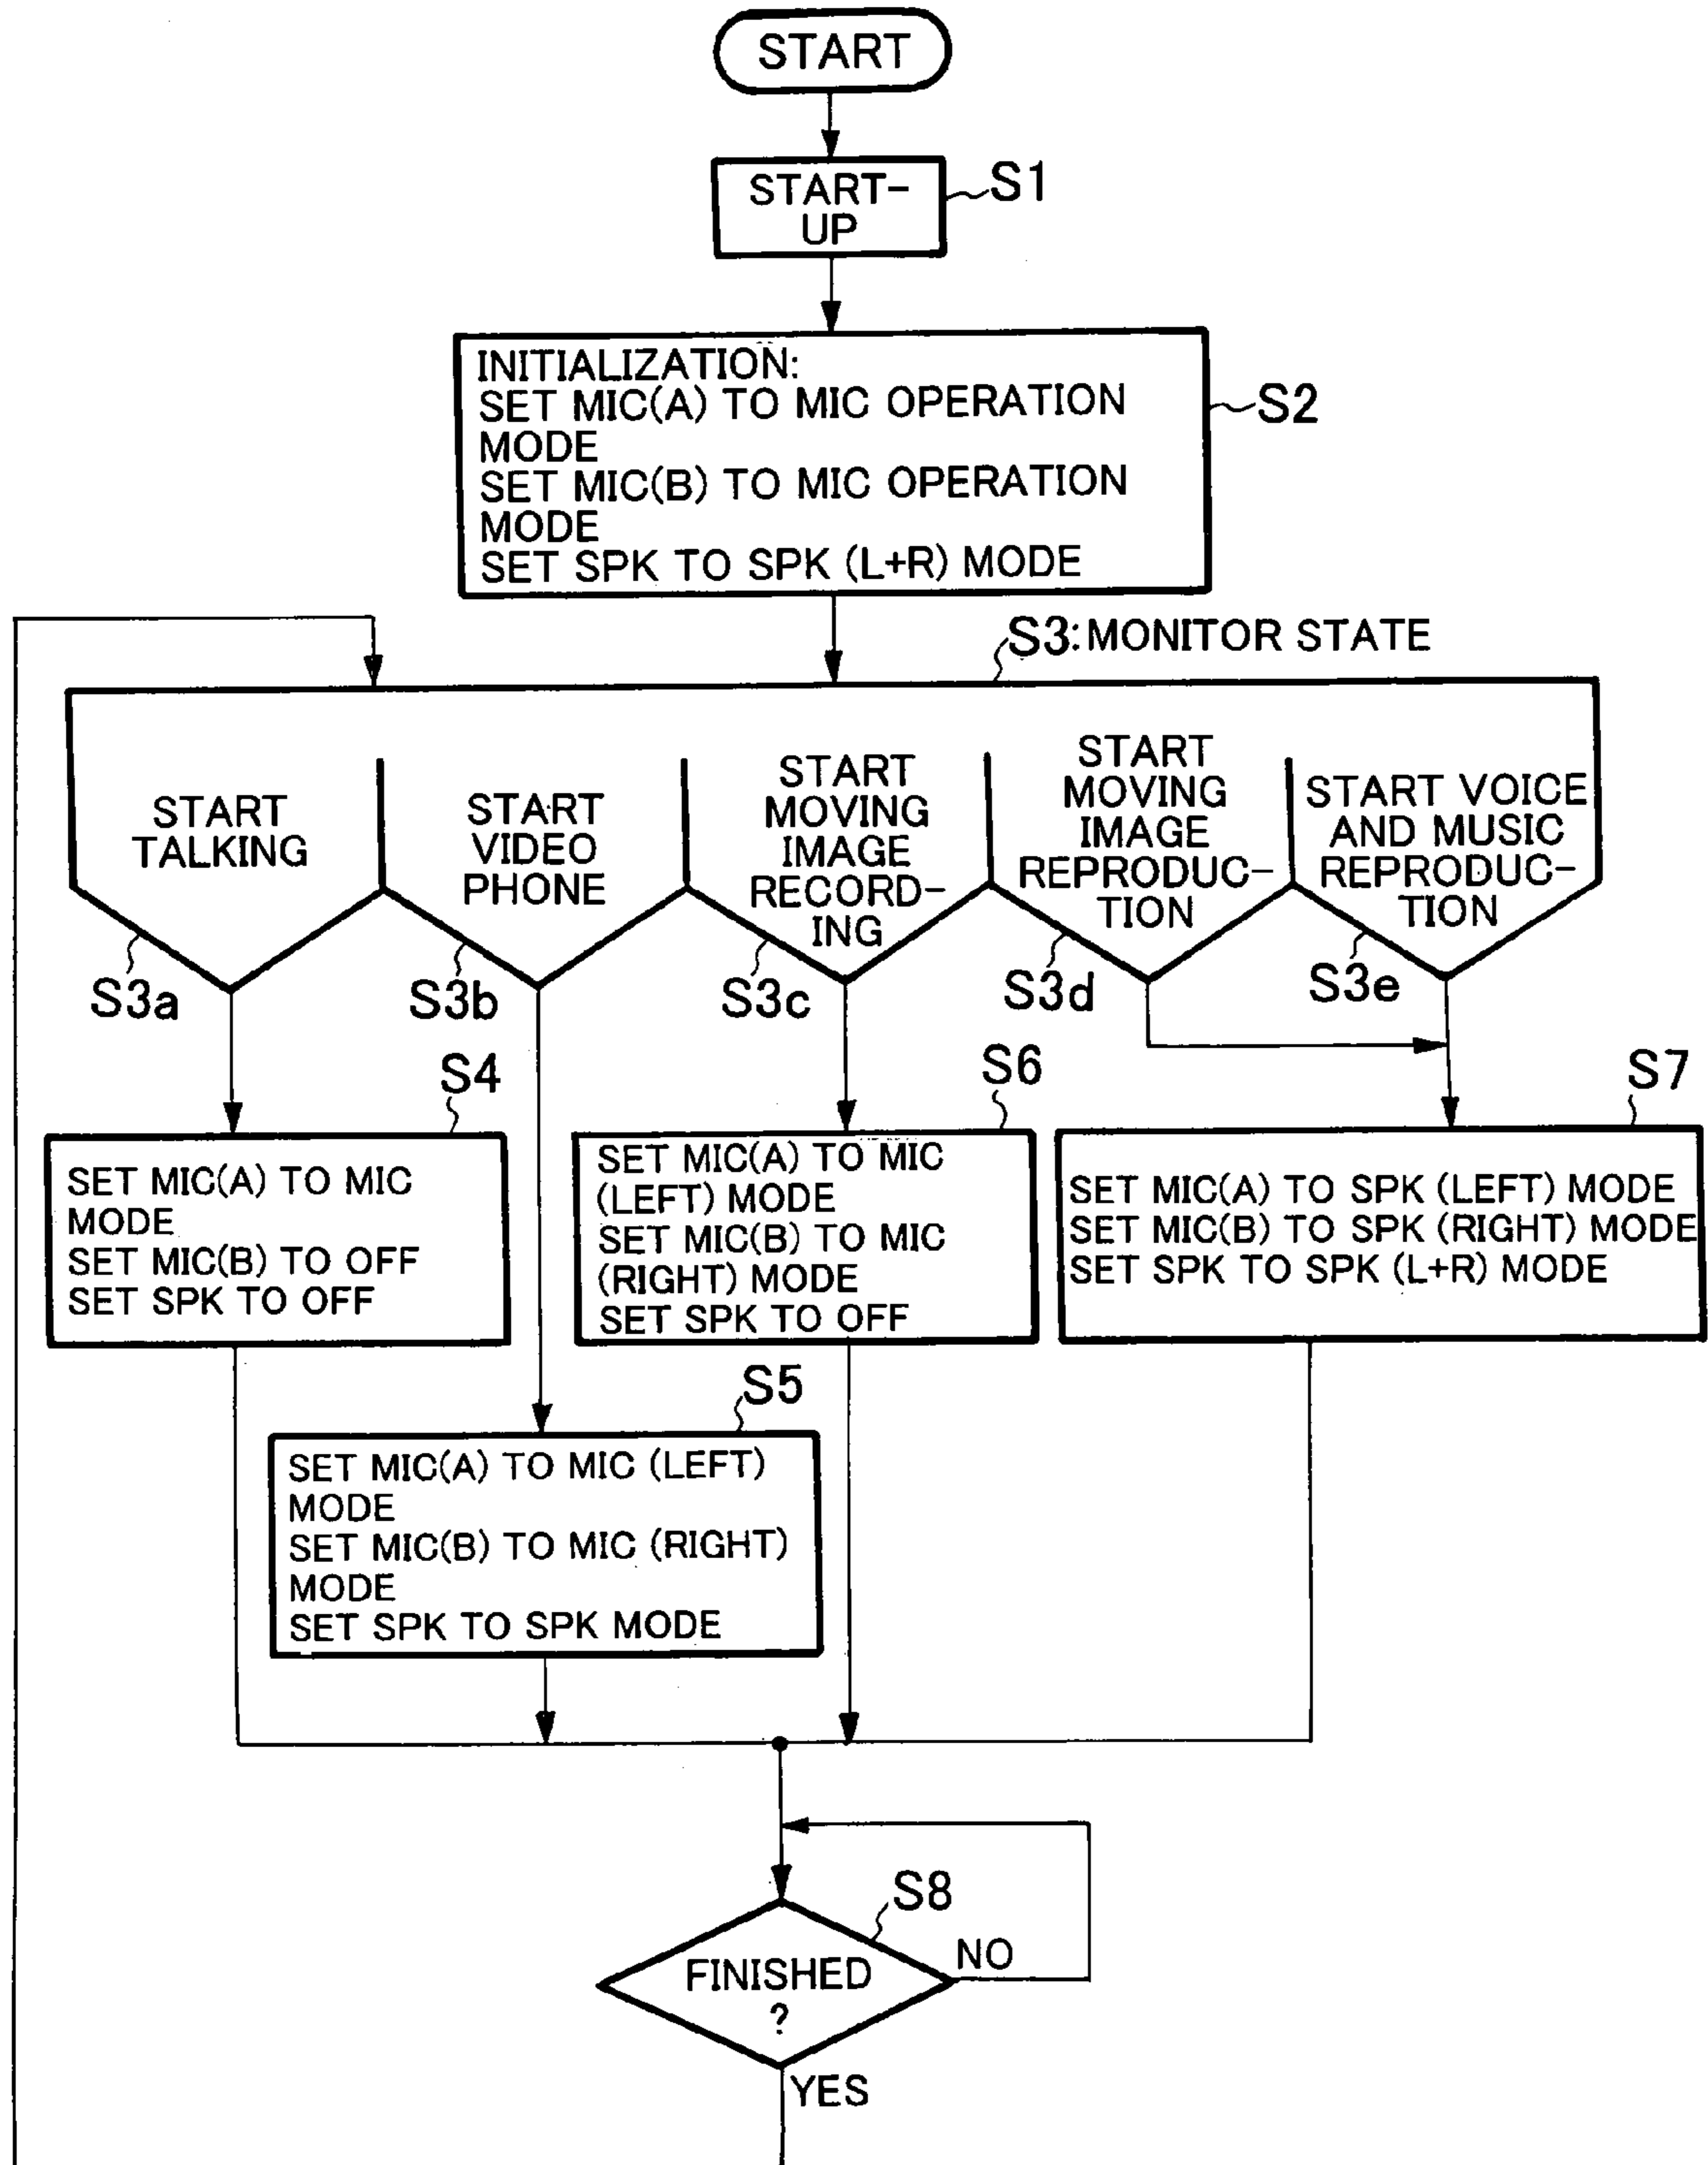 START
START-
UP
S1
INITIALIZATION:
SET MIC(A) TO MIC OPERATION
MODE
SET MIC(B) TO MIC OPERATION
MODE
SET SPK TO SPK (L+R) MODE
S2
S3:MONITOR STATE
START
TALKING
START
VIDEO
PHONE
START
MOVING
IMAGE
RECORD-
ING
START
MOVING
IMAGE
REPRODUC-
TION
START VOICE
AND MUSIC
REPRODUC-
TION
S3a
S3b
S3c
S3d
S3e
S4
SET MIC(A) TO MIC
MODE
SET MIC(B) TO OFF
SET SPK TO OFF
S6
SET MIC(A) TO MIC
(LEFT) MODE
SET MIC(B) TO MIC
(RIGHT) MODE
SET SPK TO OFF
S7
SET MIC(A) TO SPK (LEFT) MODE
SET MIC(B) TO SPK (RIGHT) MODE
SET SPK TO SPK (L+R) MODE
S5
SET MIC(A) TO MIC (LEFT)
MODE
SET MIC(B) TO MIC (RIGHT)
MODE
SET SPK TO SPK MODE
S8
FINISHED
?
NO
YES